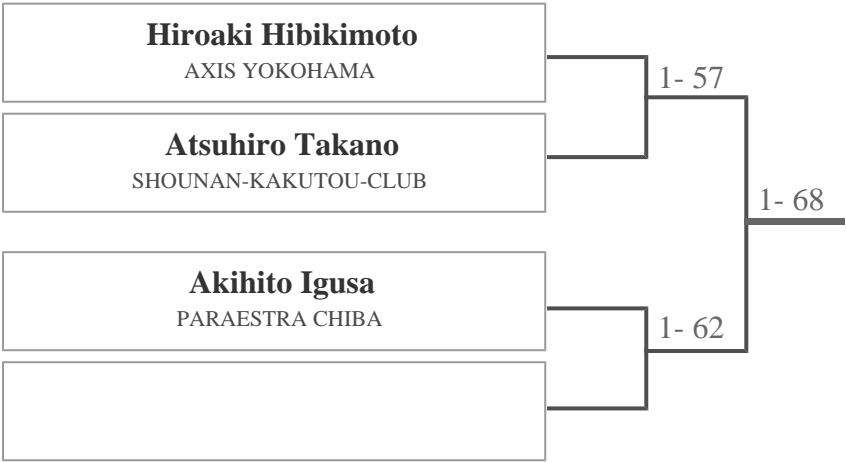 Hiroaki Hibikimoto
AXIS YOKOHAMA
1- 57
Atsuhiro Takano
SHOUNAN-KAKUTOU-CLUB
1- 68
Akihito Igusa
PARAESTRA CHIBA
1- 62